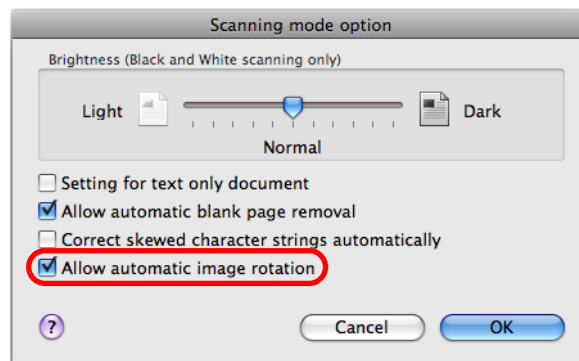 Scanning mode option
Brightness (Black and White scanning only)
Light Dark
Normal
Setting for text only document
Allow automatic blank page removal
Correct skewed character strings automatically
Allow automatic image rotation
? Cancel OK